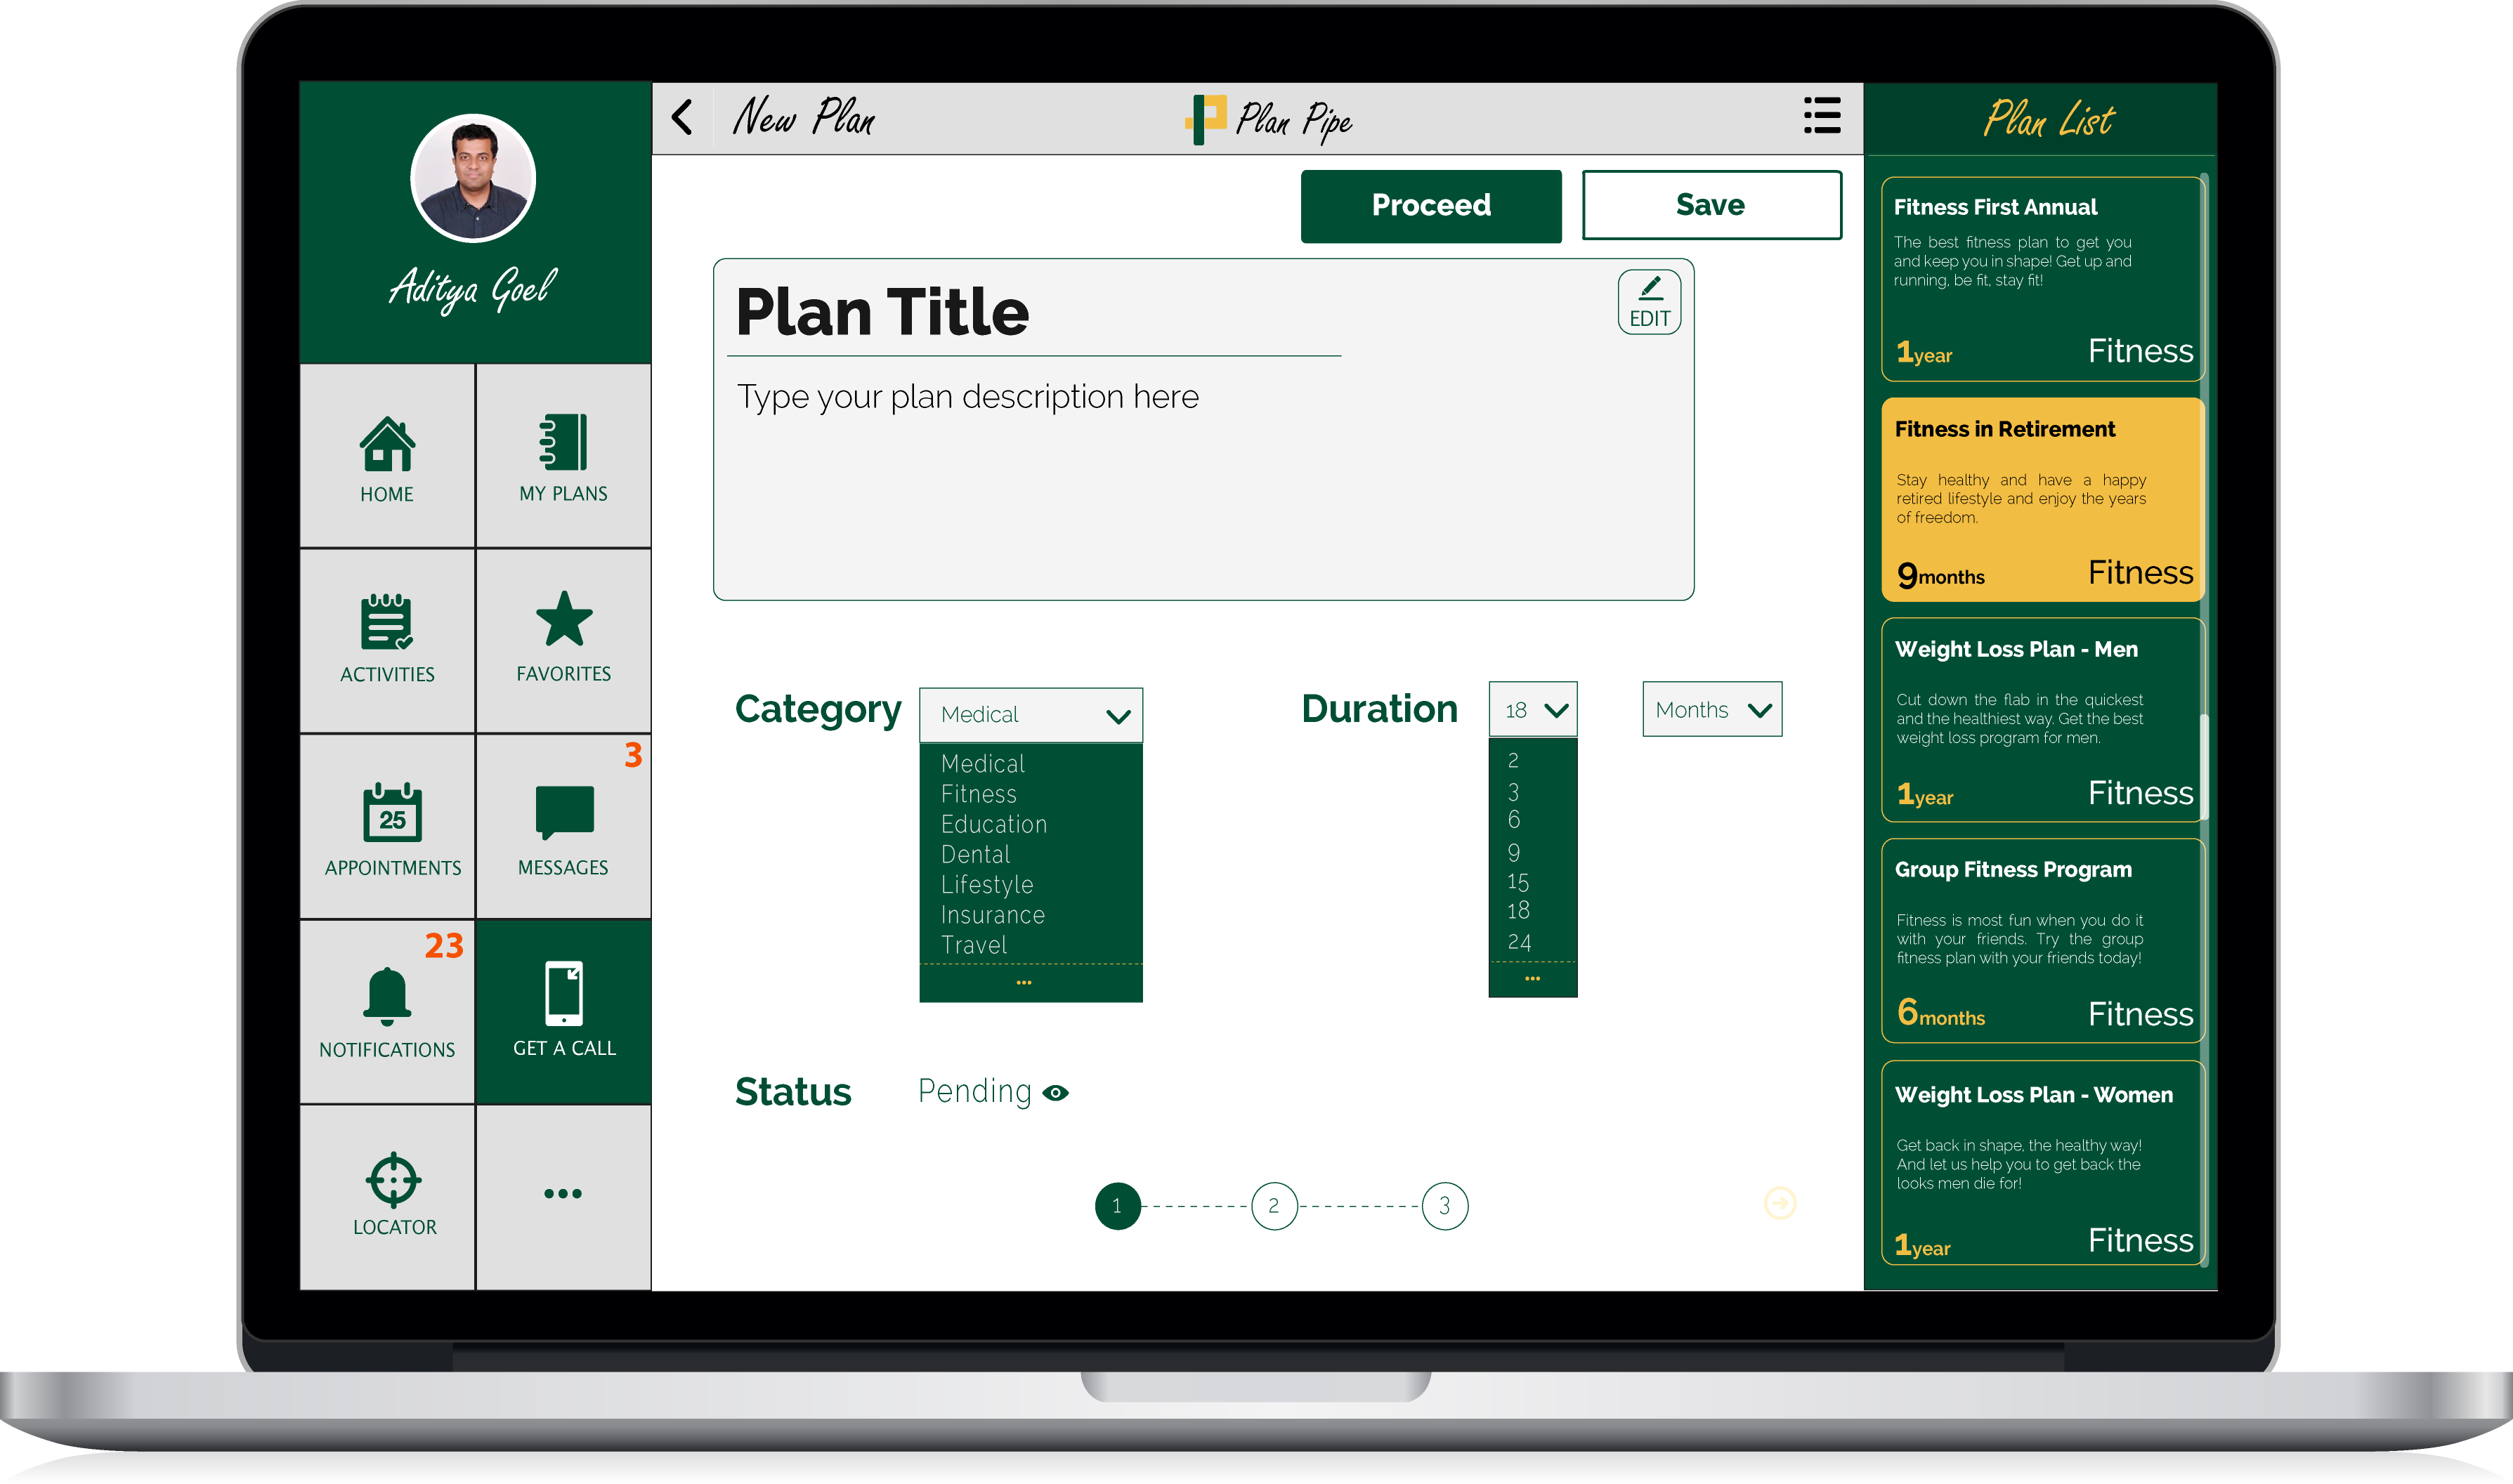 Aditya Goel
HOME
MY PLANS
ACTIVITIES
FAVORITES
25
APPOINTMENTS
3
MESSAGES
23
NOTIFICATIONS
GET A CALL
LOCATOR
...
New Plan
Plan Pipe
Proceed
Save
Plan Title
EDIT
Type your plan description here
Category
Medical
Medical
Fitness
Education
Dental
Lifestyle
Insurance
Travel
...
Duration
18
Months
2
3
6
9
15
18
24
...
Status
Pending
1
2
3
Plan List
Fitness First Annual
The best fitness plan to get you
and keep you in shape! Get up and
running, be fit, stay fit!
1year
Fitness
Fitness in Retirement
Stay healthy and have a happy
retired lifestyle and enjoy the years
of freedom.
9months
Fitness
Weight Loss Plan - Men
Cut down the flab in the quickest
and the healthiest way. Get the best
weight loss program for men.
1year
Fitness
Group Fitness Program
Fitness is most fun when you do it
with your friends. Try the group
fitness plan with your friends today!
6months
Fitness
Weight Loss Plan - Women
Get back in shape, the healthy way!
And let us help you to get back the
looks men die for!
1year
Fitness